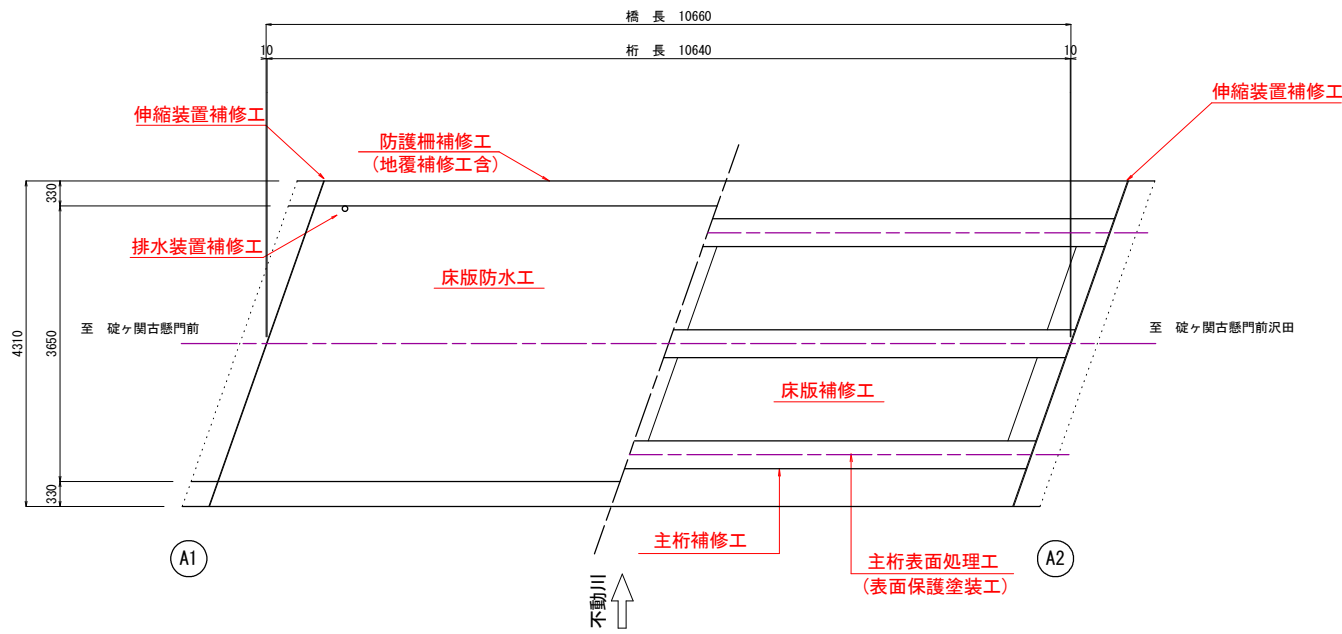 橋 長 10660
10
桁 長 10640
10
伸縮装置補修工
防護柵補修工
(地覆補修工含)
伸縮装置補修工
330
排水装置補修工
床版防水工
4310
3650
至 碇ヶ関古懸門前
至 碇ヶ関古懸門前沢田
床版補修工
330
主桁補修工
A1
A2
主桁表面処理工
(表面保護塗装工)
不動川